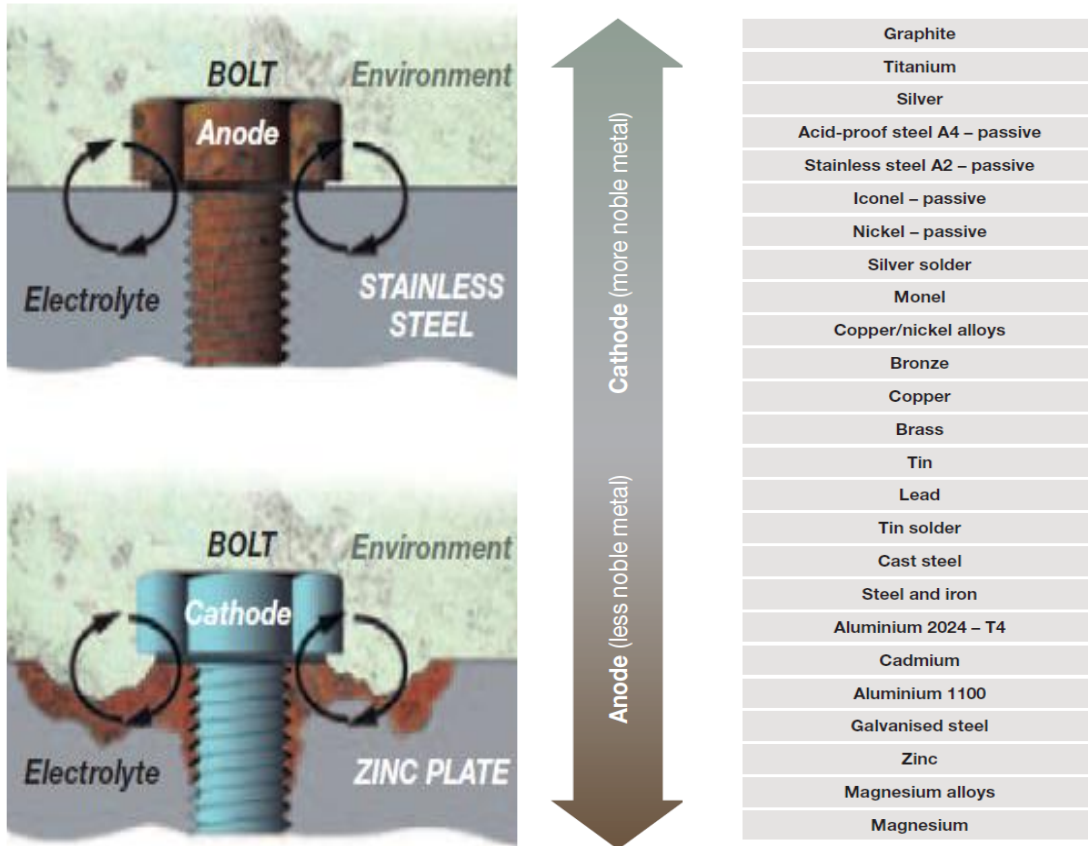 BOLT Environment
Anode
Electrolyte
STAINLESS
STEEL
BOLT Environment
Cathode
Electrolyte
ZINC PLATE
Cathode (more noble metal)
Anode (less noble metal)
Graphite
Titanium
Silver
Acid-proof steel A4 – passive
Stainless steel A2 – passive
Iconel – passive
Nickel – passive
Silver solder
Monel
Copper/nickel alloys
Bronze
Copper
Brass
Tin
Lead
Tin solder
Cast steel
Steel and iron
Aluminium 2024 – T4
Cadmium
Aluminium 1100
Galvanised steel
Zinc
Magnesium alloys
Magnesium